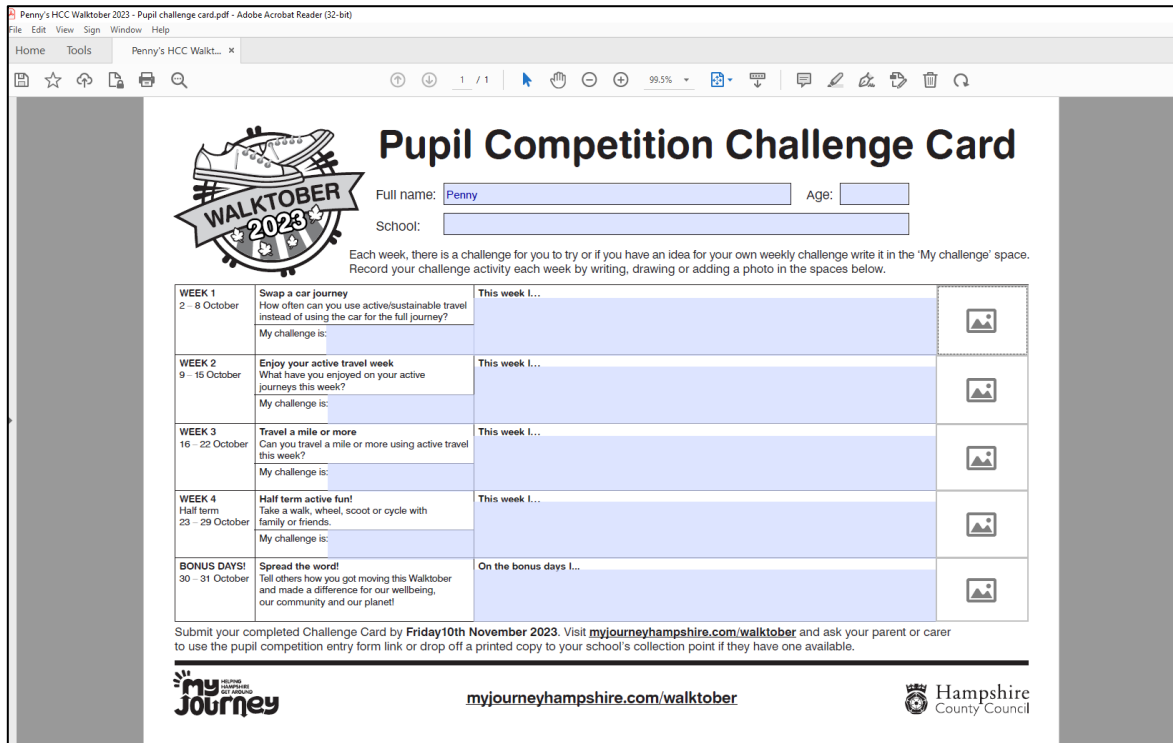 Penny's HCC Walktober 2023 - Pupil challenge card.pdf - Adobe Acrobat Reader (32-bit)
File Edit View Sign Window Help
Home Tools Penny's HCC Walkt... ×
1 / 1 99.5%
WALKTOBER
2023
Pupil Competition Challenge Card
Full name: Penny Age:
School:
Each week, there is a challenge for you to try or if you have an idea for your own weekly challenge write it in the ‘My challenge’ space.
Record your challenge activity each week by writing, drawing or adding a photo in the spaces below.
WEEK 1
2 – 8 October
Swap a car journey
How often can you use active/sustainable travel
instead of using the car for the full journey?
My challenge is:
This week I...
WEEK 2
9 – 15 October
Enjoy your active travel week
What have you enjoyed on your active
journeys this week?
My challenge is:
This week I...
WEEK 3
16 – 22 October
Travel a mile or more
Can you travel a mile or more using active travel
this week?
My challenge is:
This week I...
WEEK 4
Half term
23 – 29 October
Half term active fun!
Take a walk, wheel, scoot or cycle with
family or friends.
My challenge is:
This week I...
BONUS DAYS!
30 – 31 October
Spread the word!
Tell others how you got moving this Walktober
and made a difference for our wellbeing,
our community and our planet!
On the bonus days I...
Submit your completed Challenge Card by Friday10th November 2023. Visit myjourneyhampshire.com/walktober and ask your parent or carer
to use the pupil competition entry form link or drop off a printed copy to your school’s collection point if they have one available.
my
JOURNEY
HELPING
HAMPSHIRE
GET AROUND
myjourneyhampshire.com/walktober
Hampshire
County Council